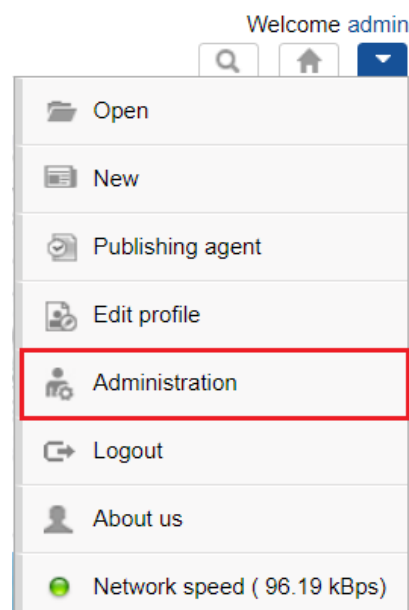 Welcome admin
Open
New
Publishing agent
Edit profile
Administration
Logout
About us
Network speed ( 96.19 kBps)